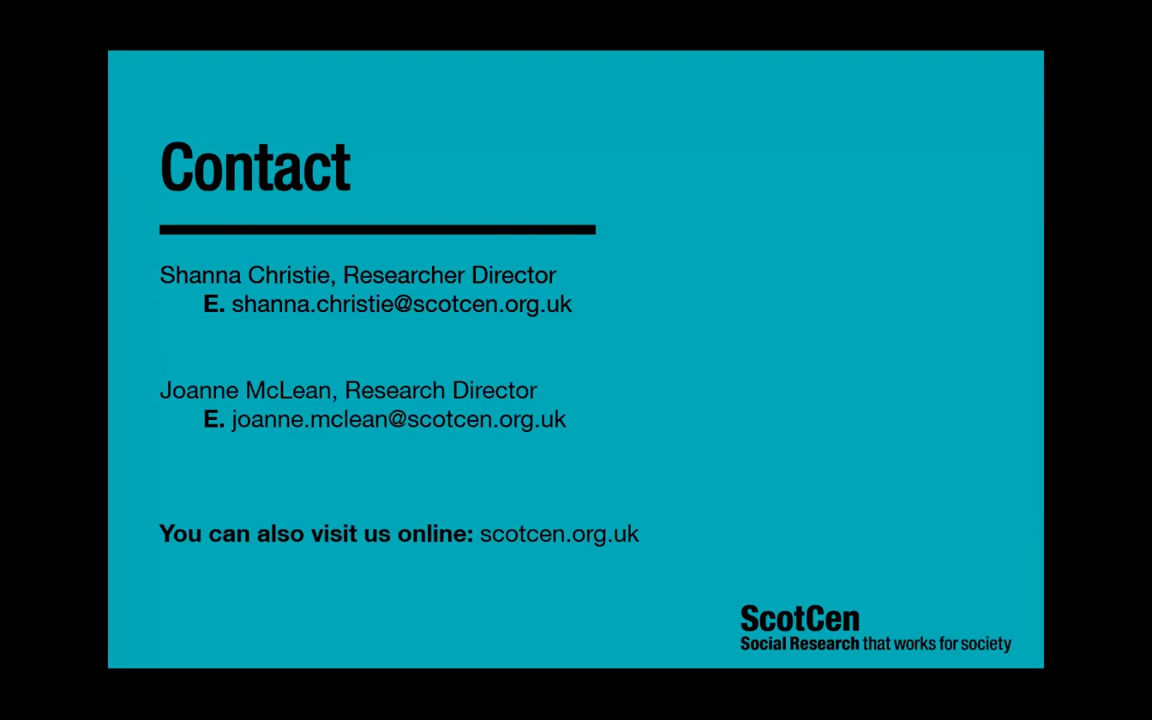 Contact
Shanna Christie, Researcher Director
E. shanna.christie@scotcen.org.uk
Joanne McLean, Research Director
E. joanne.mclean@scotcen.org.uk
You can also visit us online: scotcen.org.uk
ScotCen
Social Research that works for society